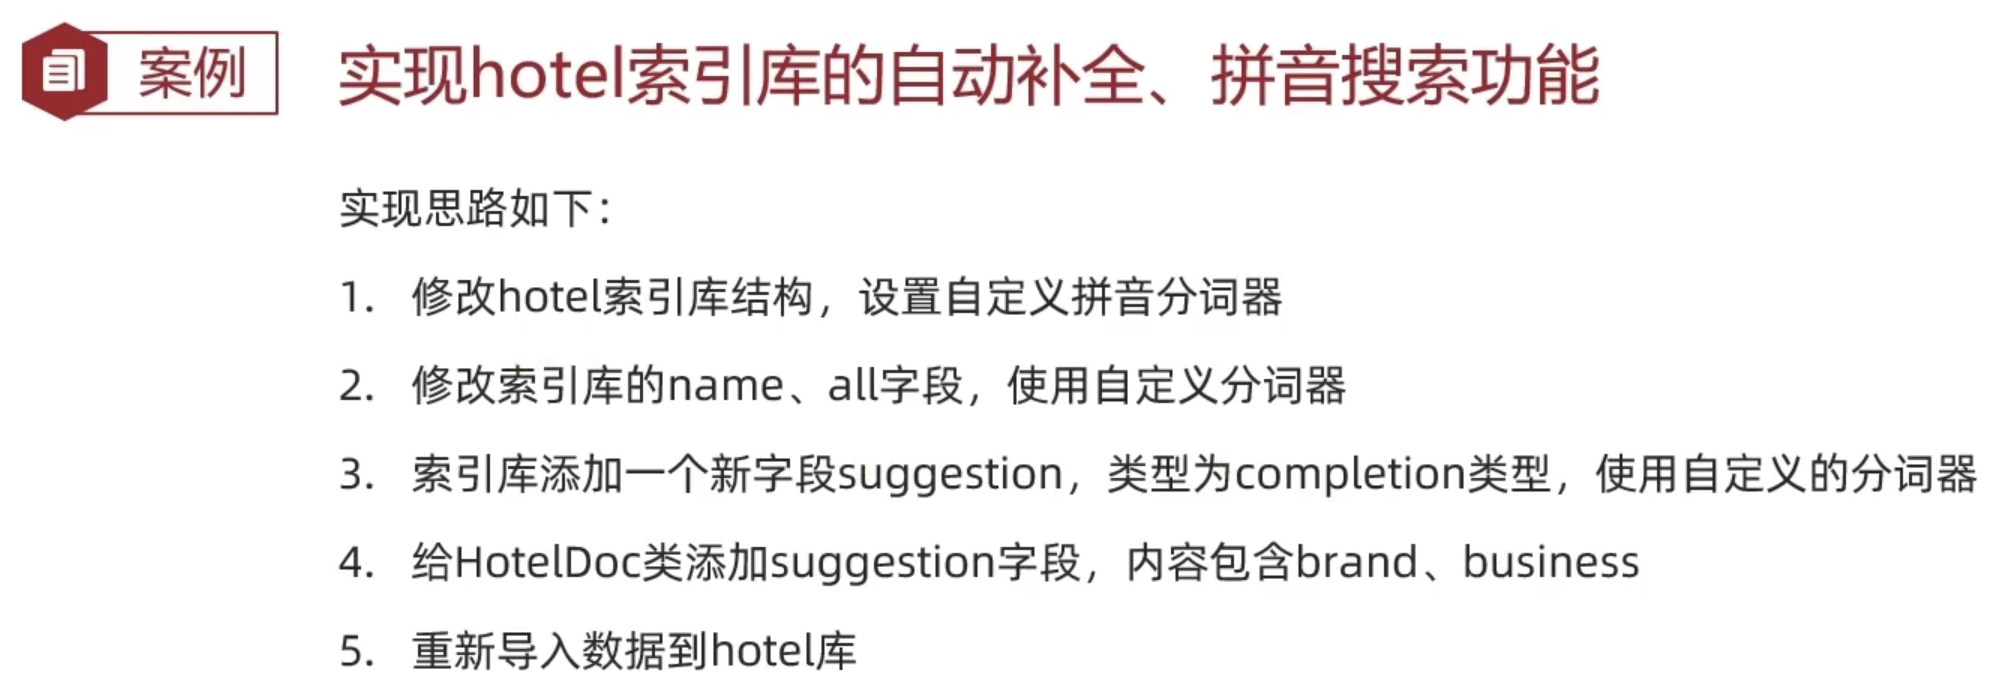 案例
实现hotel索引库的自动补全、拼音搜索功能
实现思路如下：
1. 修改hotel索引库结构，设置自定义拼音分词器
2. 修改索引库的name、all字段，使用自定义分词器
3. 索引库添加一个新字段suggestion，类型为completion类型，使用自定义的分词器
4. 给HotelDoc类添加suggestion字段，内容包含brand、business
5. 重新导入数据到hotel库